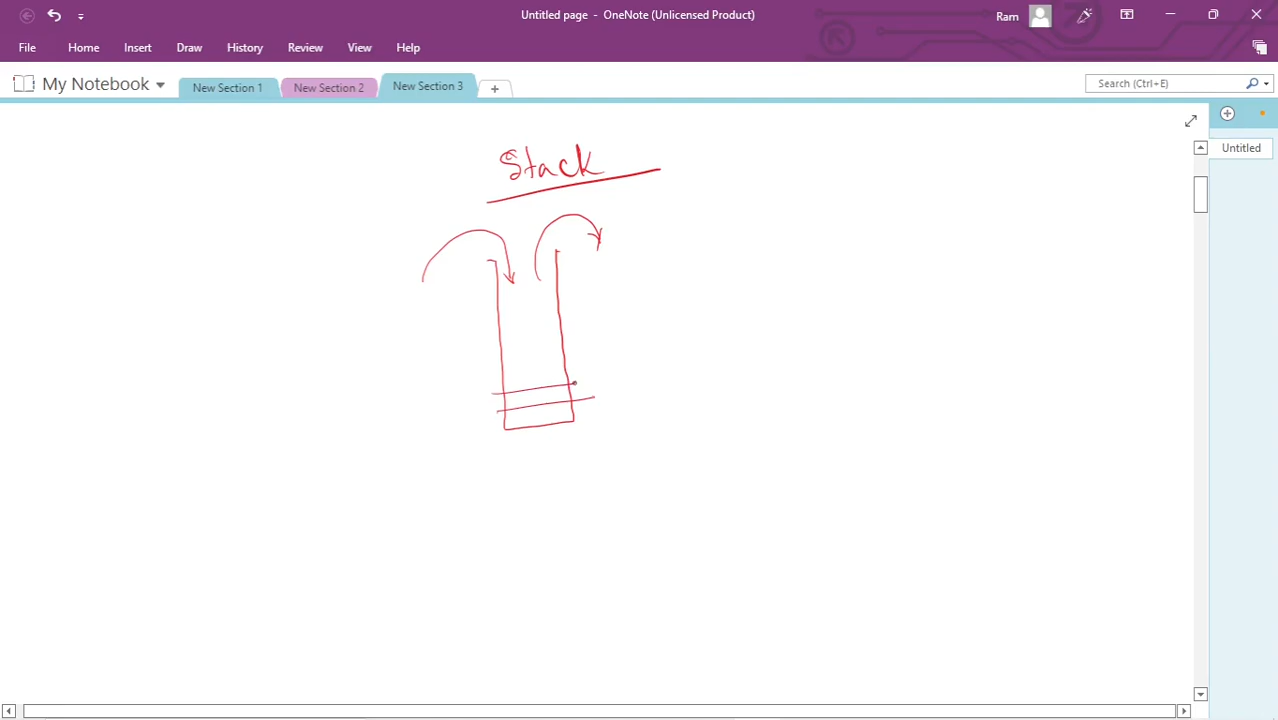 Untitled page - OneNote (Unlicensed Product)
Ram
File Home Insert Draw History Review View Help
My Notebook New Section 1 New Section 2 New Section 3 +
Search (Ctrl+E)
Untitled
Stack